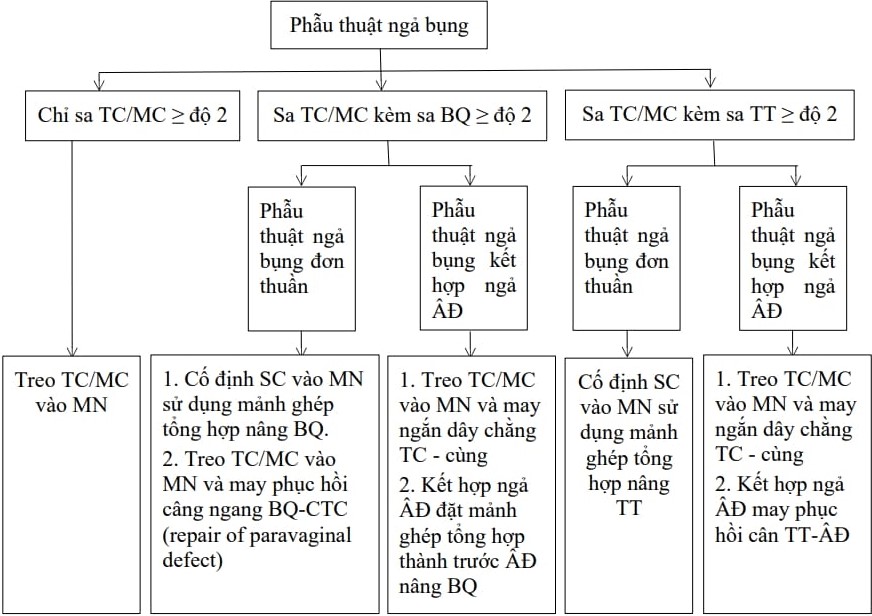 Phẫu thuật ngả bụng
Chỉ sa TC/MC ≥ độ 2
Sa TC/MC kèm sa BQ ≥ độ 2
Sa TC/MC kèm sa TT ≥ độ 2
Phẫu
thuật ngả
bụng đơn
thuần
Phẫu
thuật ngả
bụng kết
hợp ngả
ÂĐ
Phẫu
thuật ngả
bụng đơn
thuần
Phẫu
thuật ngả
bụng kết
hợp ngả
ÂĐ
Treo TC/MC
vào MN
1. Cố định SC vào MN
sử dụng mảnh ghép
tổng hợp nâng BQ.
2. Treo TC/MC vào
MN và may phục hồi
câng ngang BQ-CTC
(repair of paravaginal
defect)
1. Treo TC/MC
vào MN và may
ngắn dây chằng
TC - cùng
2. Kết hợp ngả
ÂĐ đặt mảnh
ghép tổng hợp
thành trước ÂĐ
nâng BQ
Cố định SC
vào MN sử
dụng mảnh
ghép tổng
hợp nâng
TT
1. Treo TC/MC
vào MN và may
ngắn dây chằng
TC - cùng
2. Kết hợp ngả
ÂĐ may phục
hồi cân TT-ÂĐ